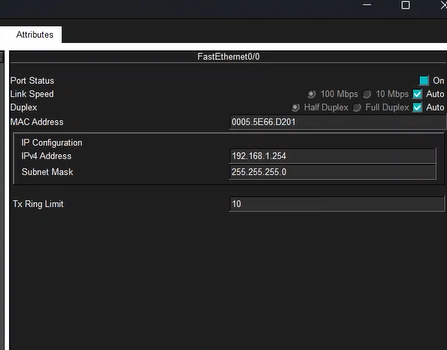 Attributes
FastEthernet0/0
Port Status On
Link Speed 100 Mbps 10 Mbps Auto
Duplex Half Duplex Full Duplex Auto
MAC Address 0005.5E66.D201
IP Configuration
IPv4 Address 192.168.1.254
Subnet Mask 255.255.255.0
Tx Ring Limit 10